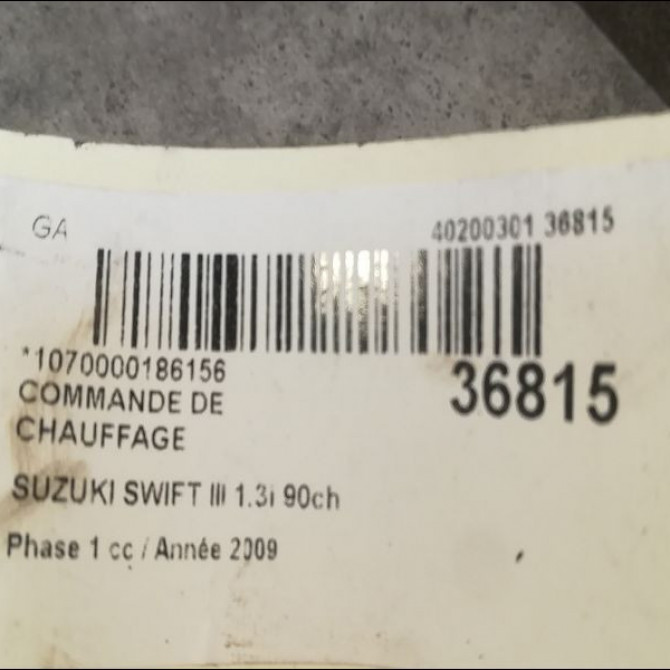 GA 40200301 36815
*1070000186156
36815
COMMANDE DE
CHAUFFAGE
SUZUKI SWIFT III 1.3i 90ch
Phase 1 cc / Année 2009